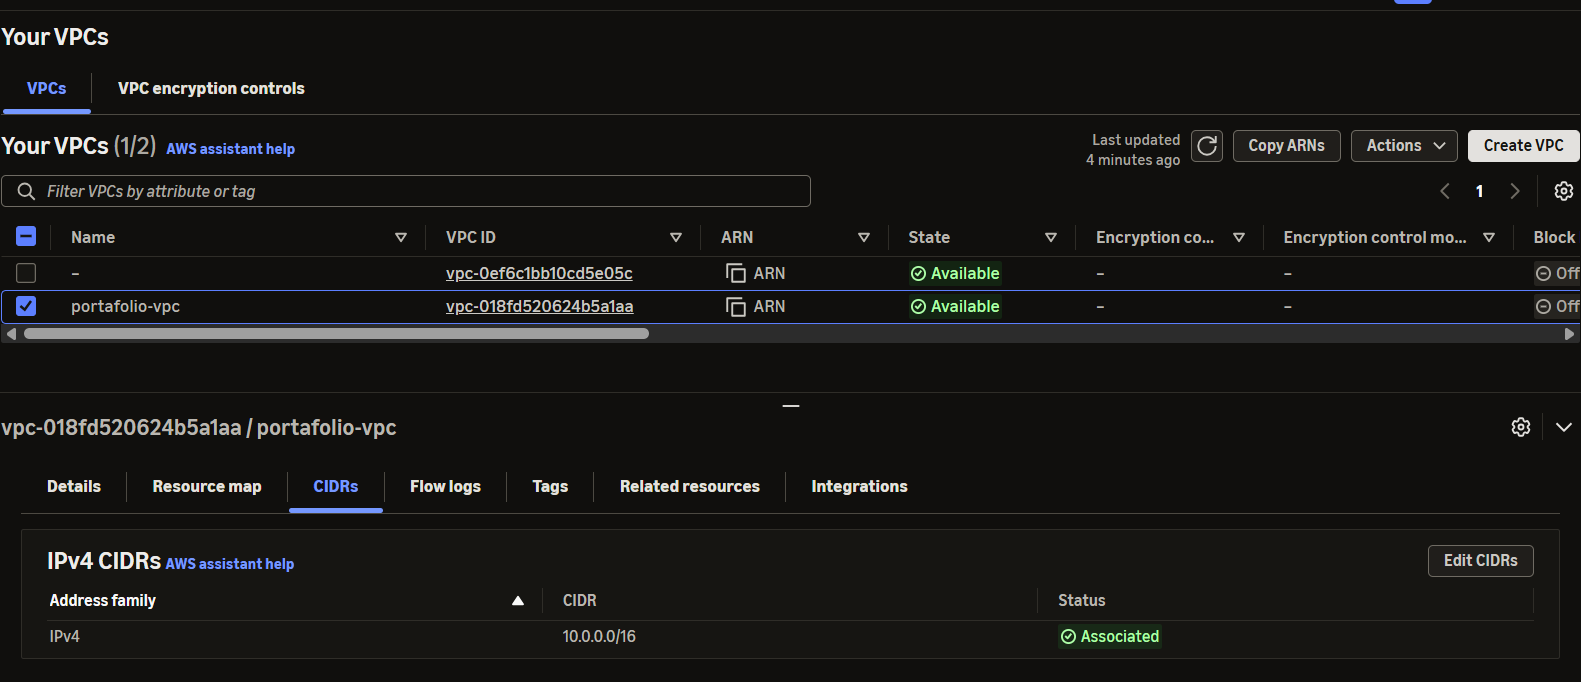 Your VPCs
VPCs VPC encryption controls
Your VPCs (1/2) AWS assistant help
Last updated
4 minutes ago
Copy ARNs Actions Create VPC
Filter VPCs by attribute or tag
1
Name VPC ID ARN State Encryption co... Encryption control mo... Block
– vpc-0ef6c1bb10cd5e05c ARN Available – – Off
portafolio-vpc vpc-018fd520624b5a1aa ARN Available – – Off
vpc-018fd520624b5a1aa / portafolio-vpc
Details Resource map CIDRs Flow logs Tags Related resources Integrations
IPv4 CIDRs AWS assistant help
Edit CIDRs
Address family CIDR Status
IPv4 10.0.0.0/16 Associated